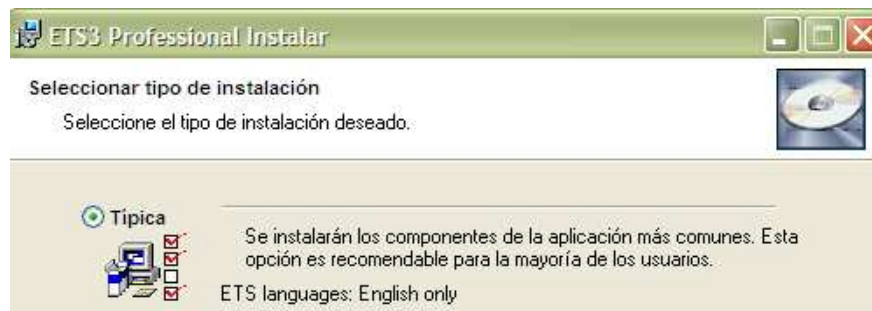 ETS3 Professional Instalar
Seleccionar tipo de instalación
Seleccione el tipo de instalación deseado.
Típica
Se instalarán los componentes de la aplicación más comunes. Esta
opción es recomendable para la mayoría de los usuarios.
ETS languages: English only